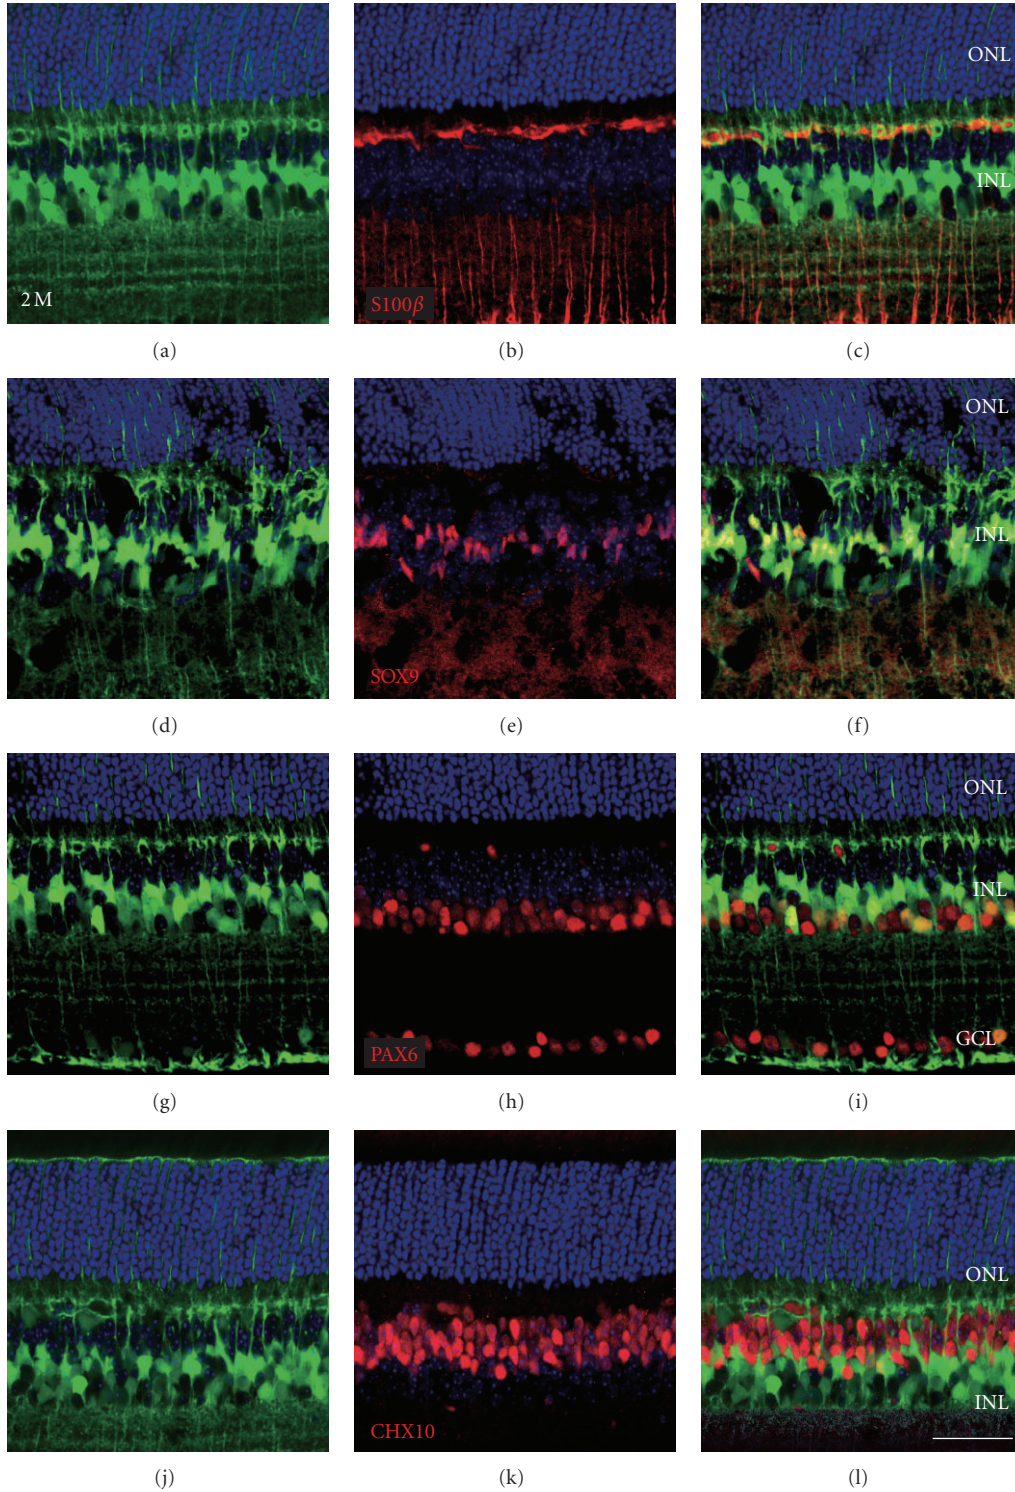 ONL
INL
2 M
S100β
(a)
(b)
(c)
ONL
INL
SOX9
(d)
(e)
(f)
ONL
INL
PAX6
GCL
(g)
(h)
(i)
ONL
INL
CHX10
(j)
(k)
(l)